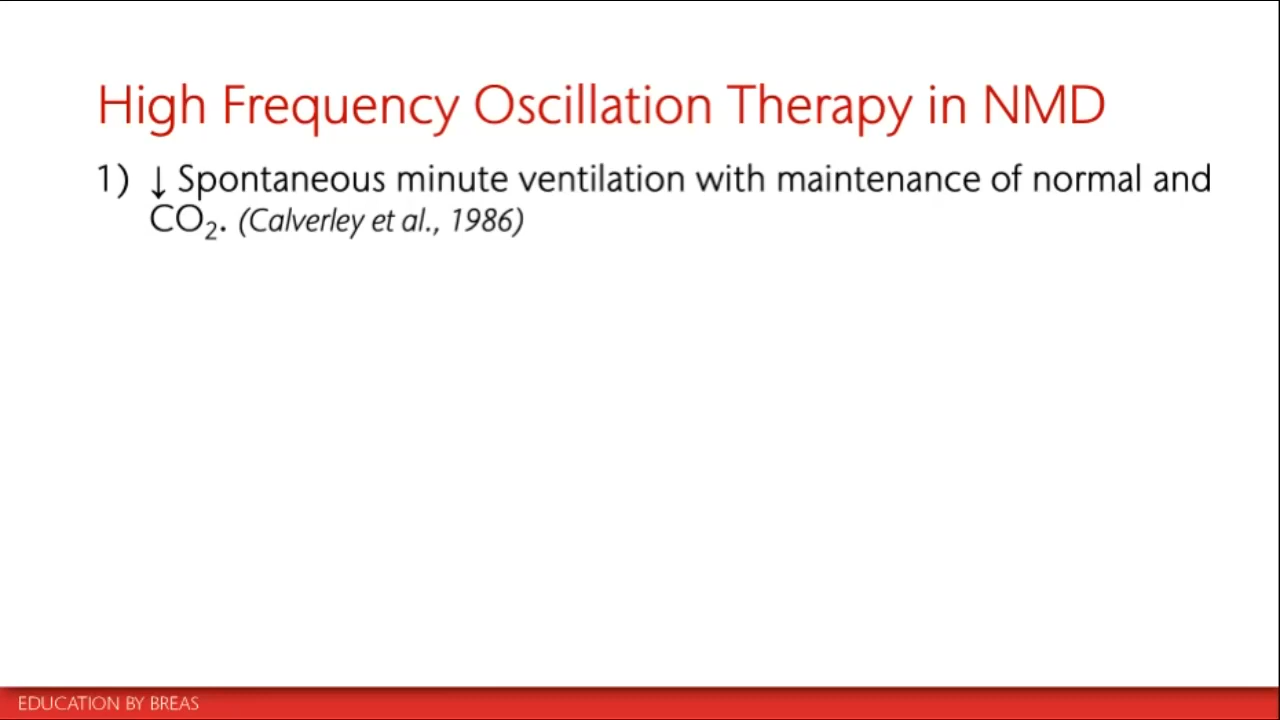 High Frequency Oscillation Therapy in NMD
1) ↓ Spontaneous minute ventilation with maintenance of normal and
CO₂. (Calverley et al., 1986)
EDUCATION BY BREAS